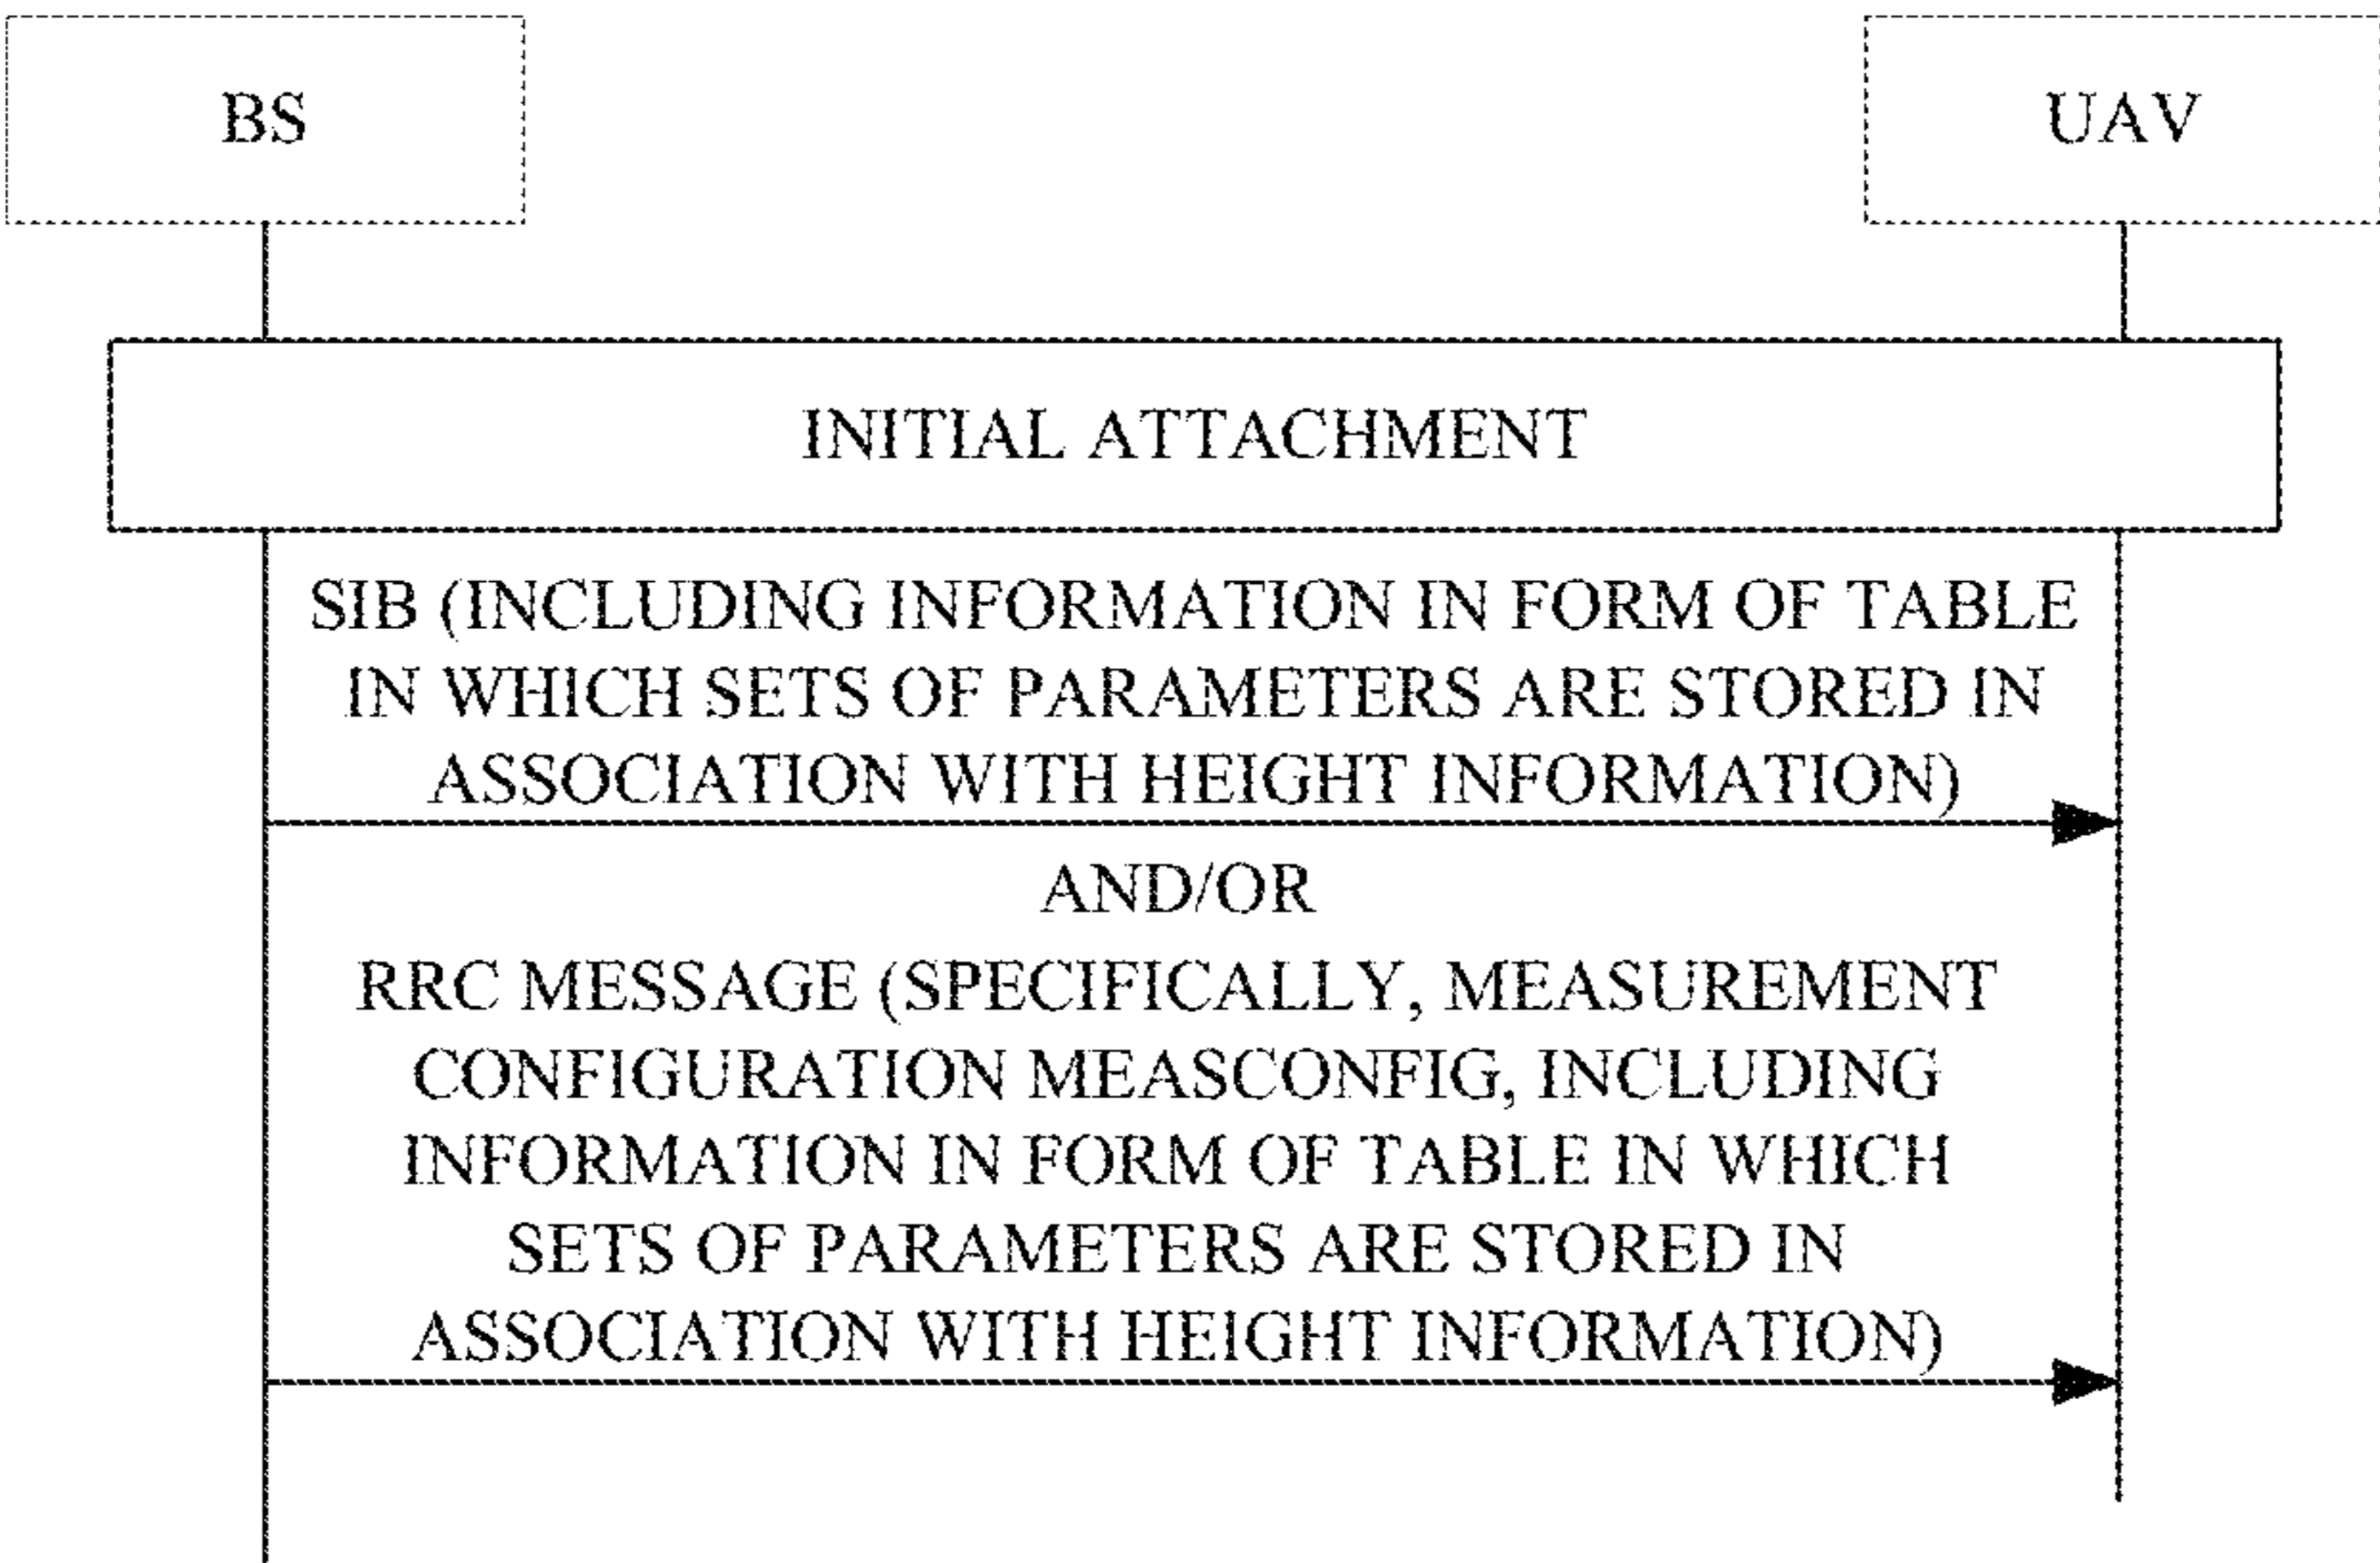 BS
UAV
INITIAL ATTACHMENT
SIB (INCLUDING INFORMATION IN FORM OF TABLE
IN WHICH SETS OF PARAMETERS ARE STORED IN
ASSOCIATION WITH HEIGHT INFORMATION)
AND/OR
RRC MESSAGE (SPECIFICALLY, MEASUREMENT
CONFIGURATION MEASCONFIG, INCLUDING
INFORMATION IN FORM OF TABLE IN WHICH
SETS OF PARAMETERS ARE STORED IN
ASSOCIATION WITH HEIGHT INFORMATION)